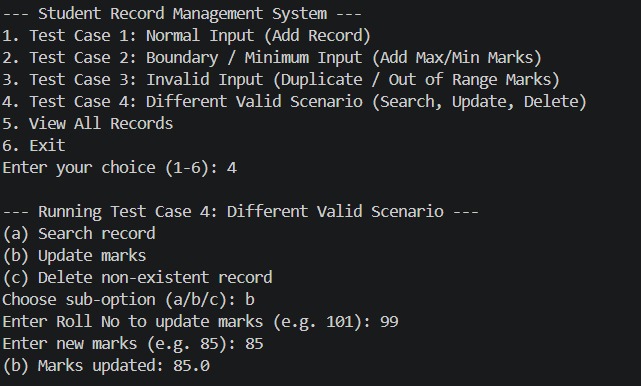 --- Student Record Management System ---
1. Test Case 1: Normal Input (Add Record)
2. Test Case 2: Boundary / Minimum Input (Add Max/Min Marks)
3. Test Case 3: Invalid Input (Duplicate / Out of Range Marks)
4. Test Case 4: Different Valid Scenario (Search, Update, Delete)
5. View All Records
6. Exit
Enter your choice (1-6): 4

--- Running Test Case 4: Different Valid Scenario ---
(a) Search record
(b) Update marks
(c) Delete non-existent record
Choose sub-option (a/b/c): b
Enter Roll No to update marks (e.g. 101): 99
Enter new marks (e.g. 85): 85
(b) Marks updated: 85.0